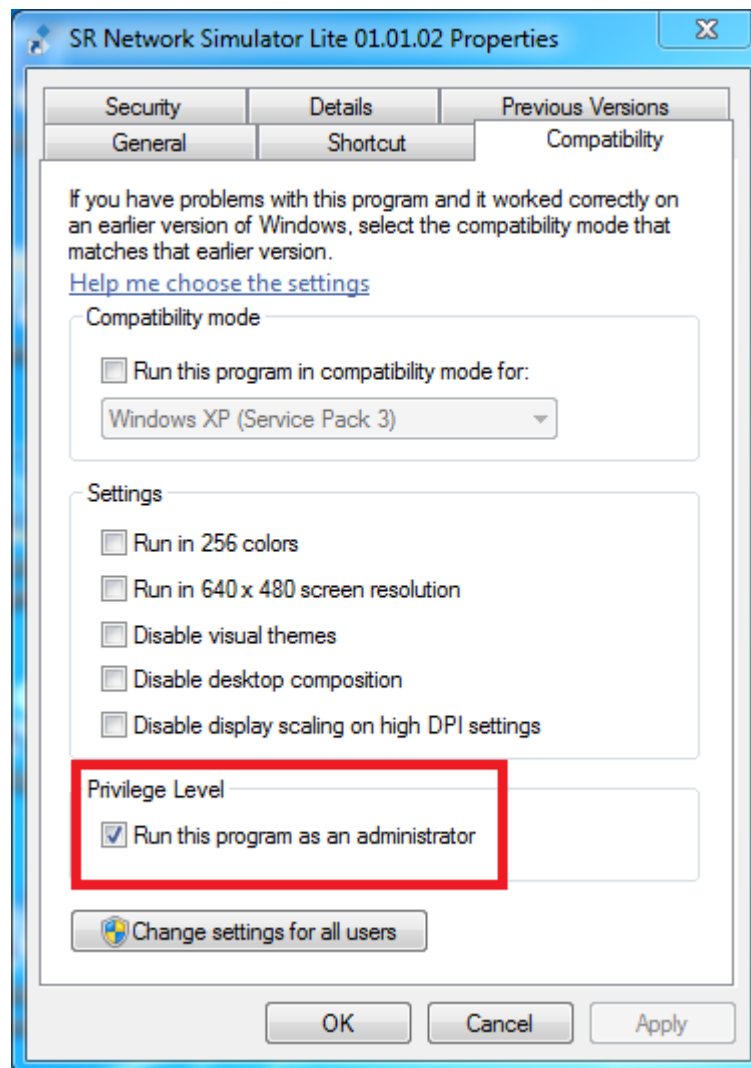 SR Network Simulator Lite 01.01.02 Properties
Security
Details
Previous Versions
General
Shortcut
Compatibility
If you have problems with this program and it worked correctly on
an earlier version of Windows, select the compatibility mode that
matches that earlier version.
Help me choose the settings
Compatibility mode
Run this program in compatibility mode for:
Windows XP (Service Pack 3)
Settings
Run in 256 colors
Run in 640 x 480 screen resolution
Disable visual themes
Disable desktop composition
Disable display scaling on high DPI settings
Privilege Level
Run this program as an administrator
Change settings for all users
OK
Cancel
Apply